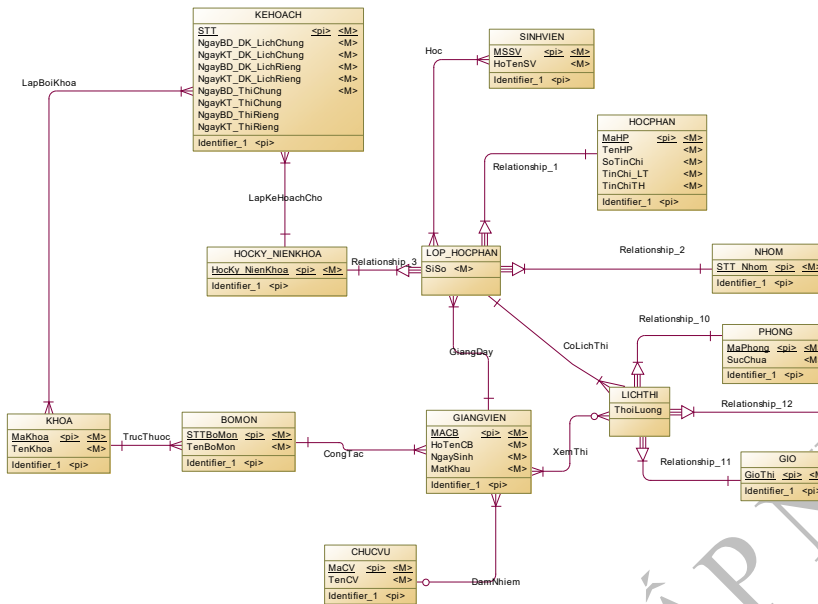 KEHOACH
STT <pi> <M>
NgayBD_DK_LichChung <M>
NgayKT_DK_LichChung <M>
NgayBD_DK_LichRieng <M>
NgayKT_DK_LichRieng <M>
NgayBD_ThiChung <M>
NgayKT_ThiChung
NgayBD_ThiRieng
NgayKT_ThiRieng
Identifier_1 <pi>
SINHVIEN
MSSV <pi> <M>
HoTenSV <M>
Identifier_1 <pi>
Hoc
LapBoiKhoa
HOCPHAN
MaHP <pi> <M>
TenHP <M>
SoTinChi <M>
TinChi_LT <M>
TinChiTH <M>
Identifier_1 <pi>
Relationship_1
LapKeHoachCho
HOCKY_NIENKHOA
HocKy_NienKhoa <pi> <M>
Identifier_1 <pi>
Relationship_3
LOP_HOCPHAN
SiSo <M>
Relationship_2
NHOM
STT_Nhom <pi> <M>
Identifier_1 <pi>
Relationship_10
PHONG
MaPhong <pi> <M
SucChua <M
Identifier_1 <pi>
GiangDay
CoLichThi
LICHTHI
ThoiLuong
Relationship_12
KHOA
MaKhoa <pi> <M>
TenKhoa <M>
Identifier_1 <pi>
TrucThuoc
BOMON
STTBoMon <pi> <M>
TenBoMon <M>
Identifier_1 <pi>
CongTac
GIANGVIEN
MACB <pi> <M>
HoTenCB <M>
NgaySinh <M>
MatKhau <M>
Identifier_1 <pi>
XemThi
Relationship_11
GIO
GioThi <pi> <M
Identifier_1 <pi>
CHUCVU
MaCV <pi> <M>
TenCV <M>
Identifier_1 <pi>
DamNhiem
ÁP N